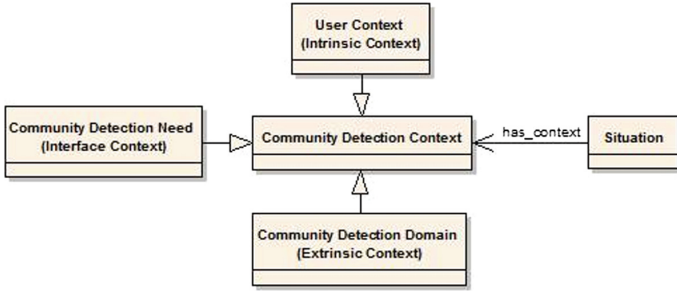 User Context
(Intrinsic Context)
Community Detection Need
(Interface Context)
Community Detection Context
has_context
Situation
Community Detection Domain
(Extrinsic Context)